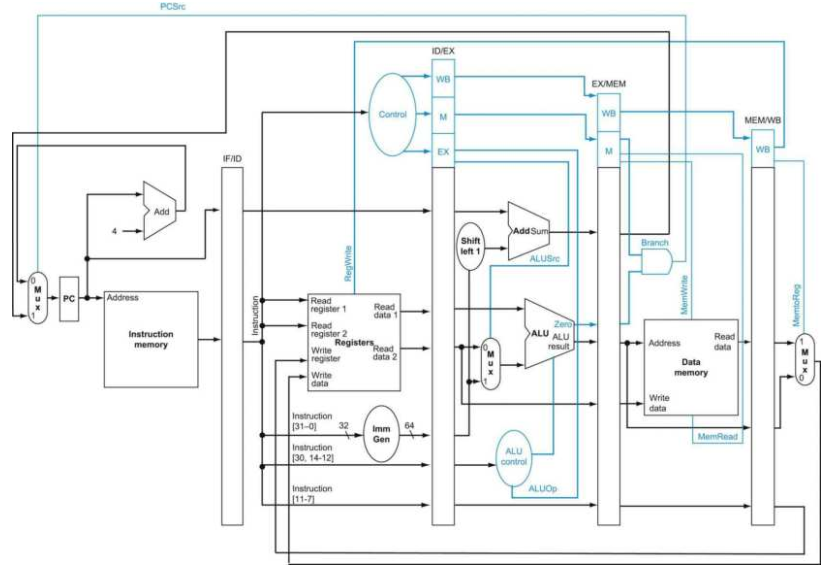 PCSrc
ID/EX
WB
Control
M
EX
EX/MEM
WB
M
MEM/WB
WB
IF/ID
Add
4
Shift
left 1
Add Sum
Branch
ALUSrc
RegWrite
MemWrite
MemtoReg
0
M
u
x
1
PC
Address
Instruction
memory
Instruction
Read
register 1
Read
register 2
Write
register
Write
data
Registers
Read
data 1
Read
data 2
0
M
u
x
1
ALU
Zero
ALU
result
Address
Write
data
Data
memory
Read
data
1
M
u
x
0
MemRead
Instruction
[31–0]
32
Imm
Gen
64
Instruction
[30, 14-12]
ALU
control
ALUOp
Instruction
[11-7]